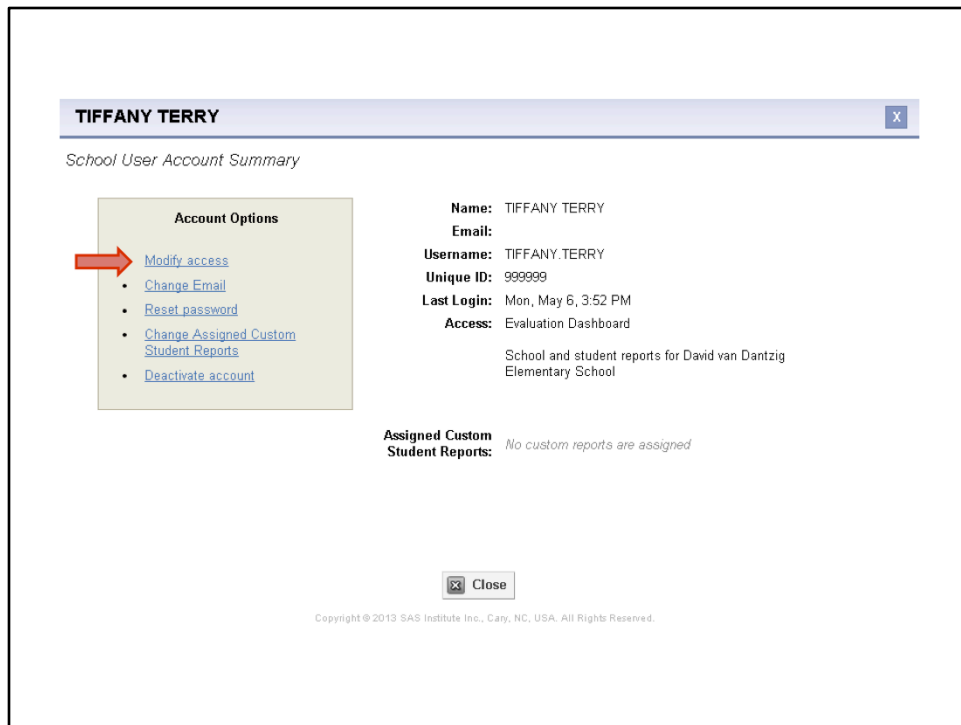 TIFFANY TERRY
X
School User Account Summary
Account Options
Modify access
• Change Email
• Reset password
• Change Assigned Custom
Student Reports
• Deactivate account
Name: TIFFANY TERRY
Email:
Username: TIFFANY.TERRY
Unique ID: 999999
Last Login: Mon, May 6, 3:52 PM
Access: Evaluation Dashboard
School and student reports for David van Dantzig
Elementary School
Assigned Custom
Student Reports: No custom reports are assigned
Close
Copyright © 2013 SAS Institute Inc., Cary, NC, USA. All Rights Reserved.